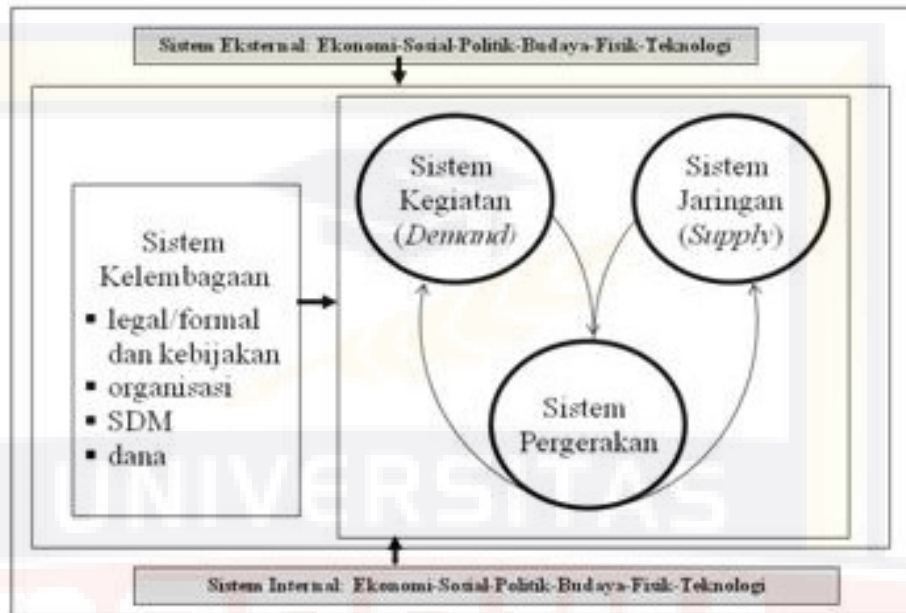 Sistem Eksternal: Ekonomi-Sosial-Politik-Budaya-Fisik-Teknologi
Sistem
Kelembagaan
▪ legal/formal
dan kebijakan
▪ organisasi
▪ SDM
▪ dana
Sistem
Kegiatan
(Demand)
Sistem
Jaringan
(Supply)
Sistem
Pergerakan
UNIVERSITAS
Sistem Internal: Ekonomi-Sosial-Politik-Budaya-Fisik-Teknologi